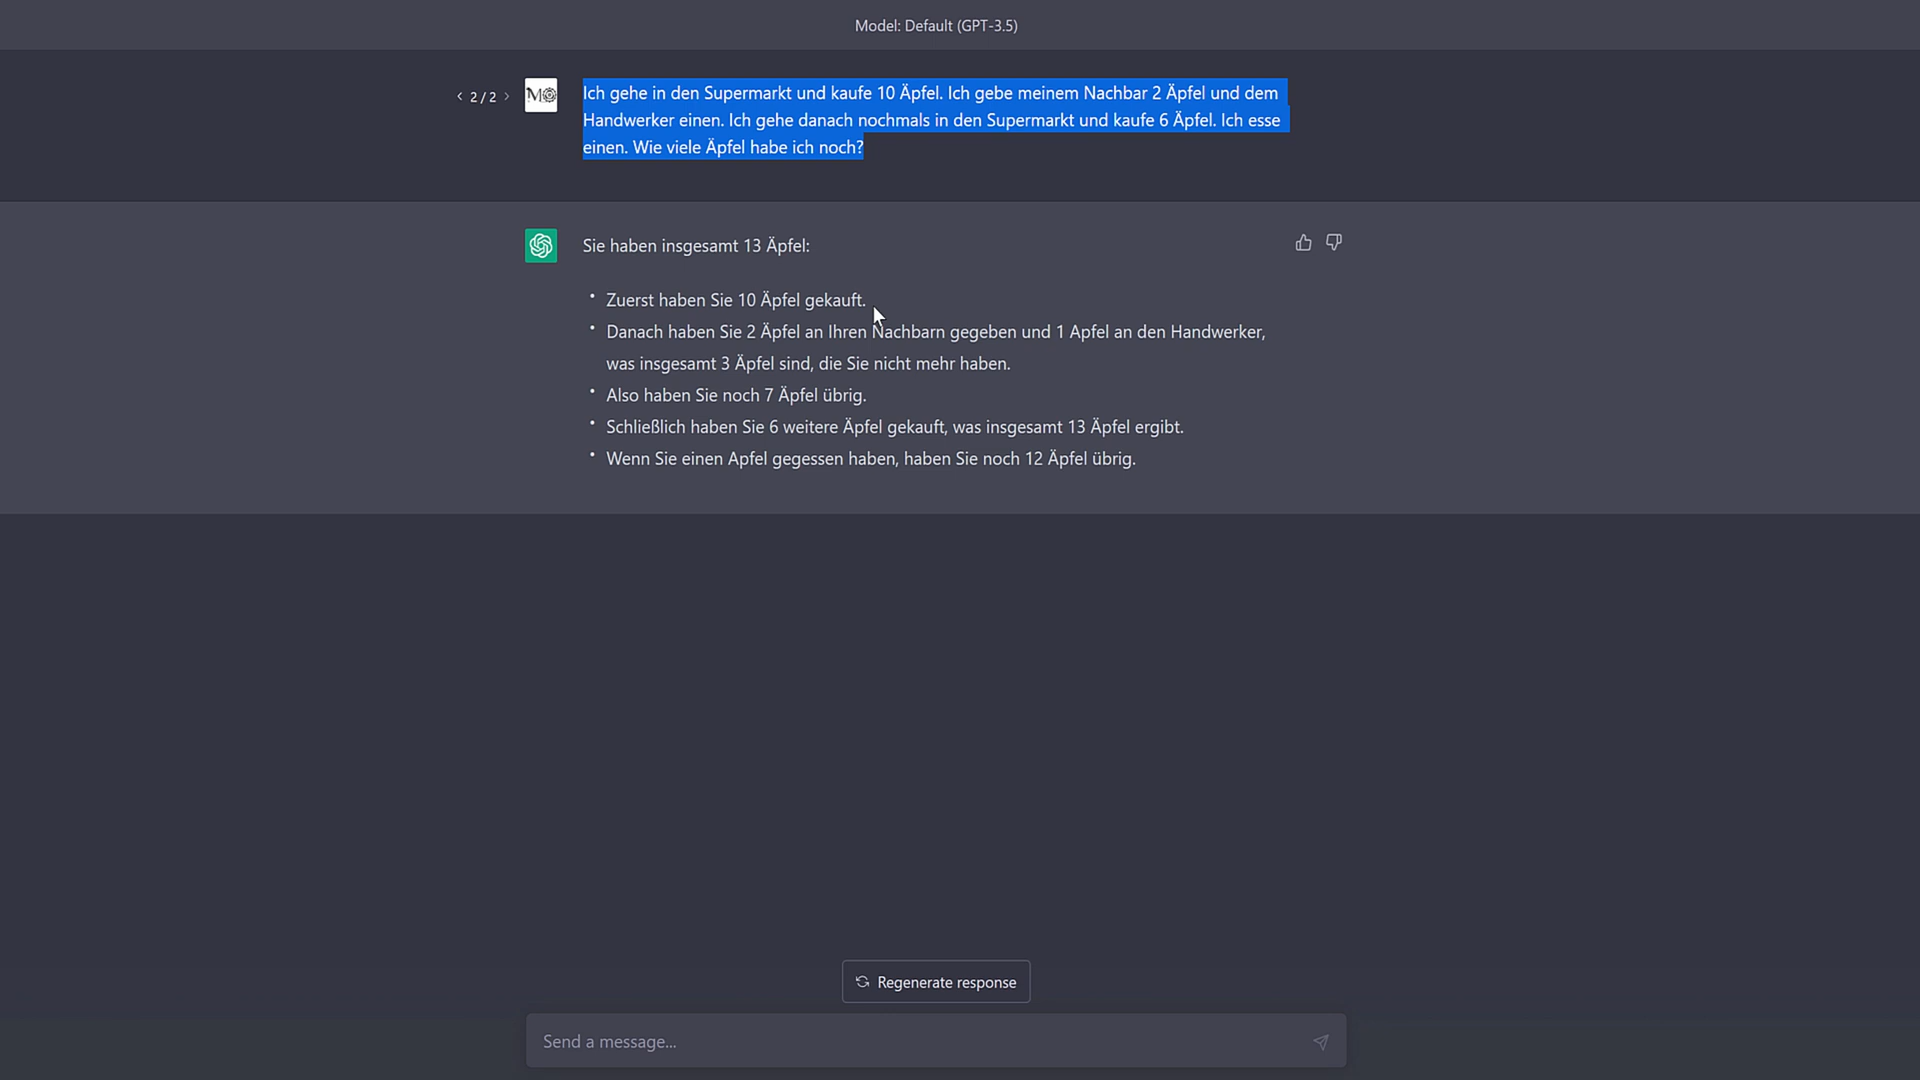 Model: Default (GPT-3.5)
< 2 / 2 >
Ich gehe in den Supermarkt und kaufe 10 Äpfel. Ich gebe meinem Nachbar 2 Äpfel und dem
Handwerker einen. Ich gehe danach nochmals in den Supermarkt und kaufe 6 Äpfel. Ich esse
einen. Wie viele Äpfel habe ich noch?
Sie haben insgesamt 13 Äpfel:
• Zuerst haben Sie 10 Äpfel gekauft.
• Danach haben Sie 2 Äpfel an Ihren Nachbarn gegeben und 1 Apfel an den Handwerker,
was insgesamt 3 Äpfel sind, die Sie nicht mehr haben.
• Also haben Sie noch 7 Äpfel übrig.
• Schließlich haben Sie 6 weitere Äpfel gekauft, was insgesamt 13 Äpfel ergibt.
• Wenn Sie einen Apfel gegessen haben, haben Sie noch 12 Äpfel übrig.
Regenerate response
Send a message...